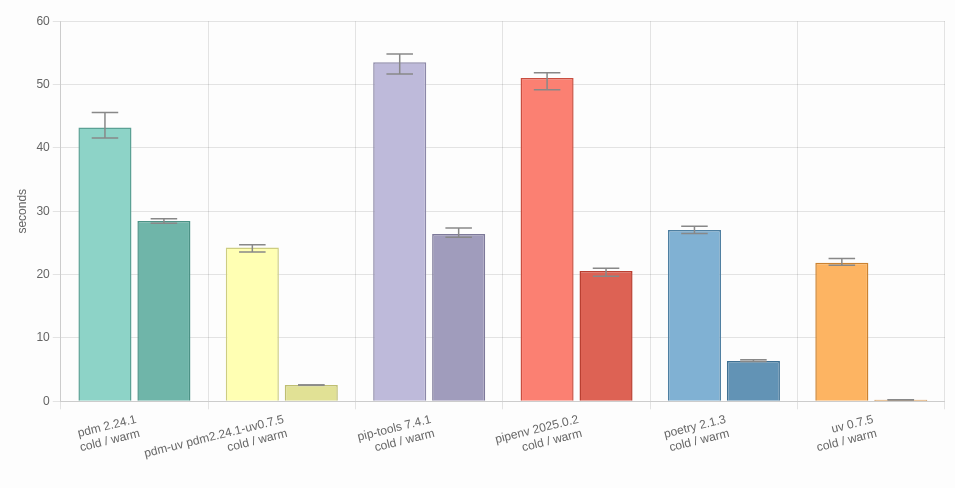 60
50
40
30
20
10
0
seconds
pdm 2.24.1
cold / warm
pdm-uv pdm2.24.1-uv0.7.5
cold / warm
pip-tools 7.4.1
cold / warm
pipenv 2025.0.2
cold / warm
poetry 2.1.3
cold / warm
uv 0.7.5
cold / warm